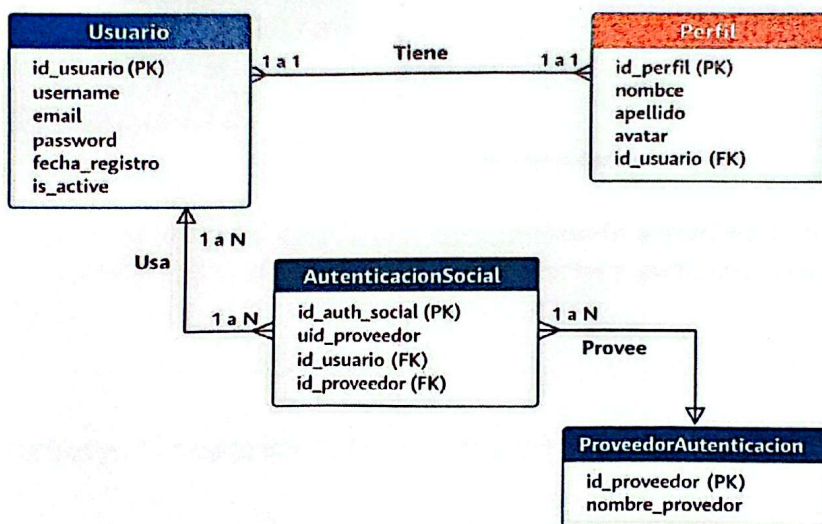 Usuario
id_usuario (PK)
username
email
password
fecha_registro
is_active
1 a 1
Tiene
1 a 1
Perfil
id_perfil (PK)
nombce
apellido
avatar
id_usuario (FK)
1 a N
Usa
1 a N
AutenticacionSocial
id_auth_social (PK)
uid_proveedor
id_usuario (FK)
id_proveedor (FK)
1 a N
Provee
ProveedorAutenticacion
id_proveedor (PK)
nombre_provedor